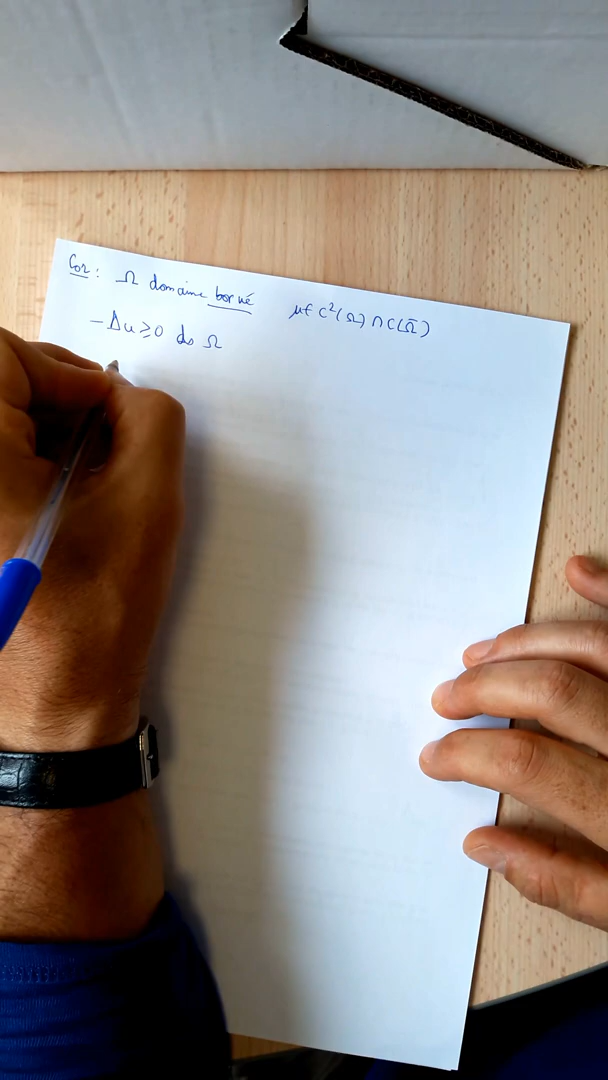 Cor : Ω domaine borné u ∈ C²(Ω) ∩ C(Ω̄)
-Δu ≥ 0 ds Ω